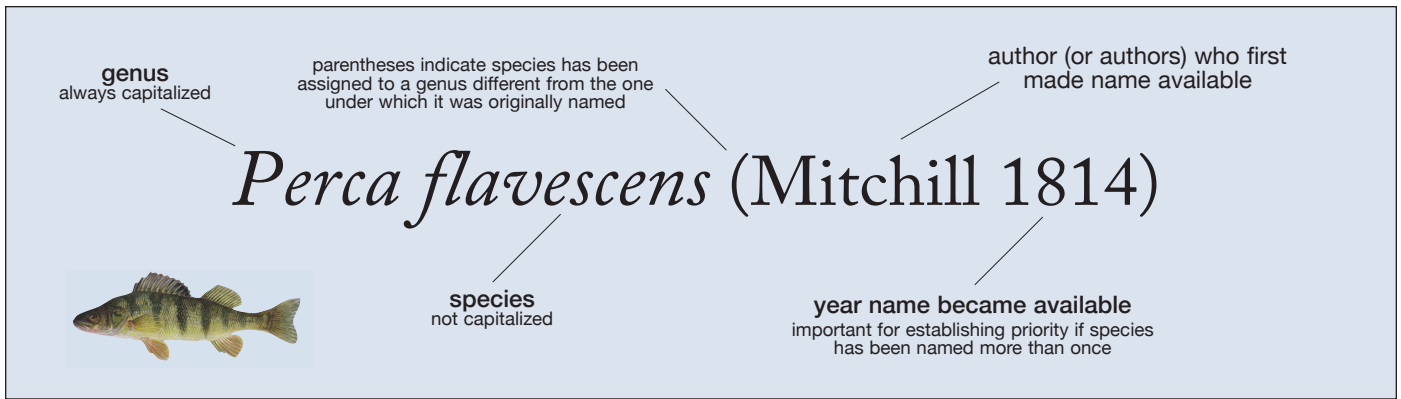 genus
always capitalized
parentheses indicate species has been
assigned to a genus different from the one
under which it was originally named
author (or authors) who first
made name available
Perca flavescens (Mitchill 1814)
species
not capitalized
year name became available
important for establishing priority if species
has been named more than once